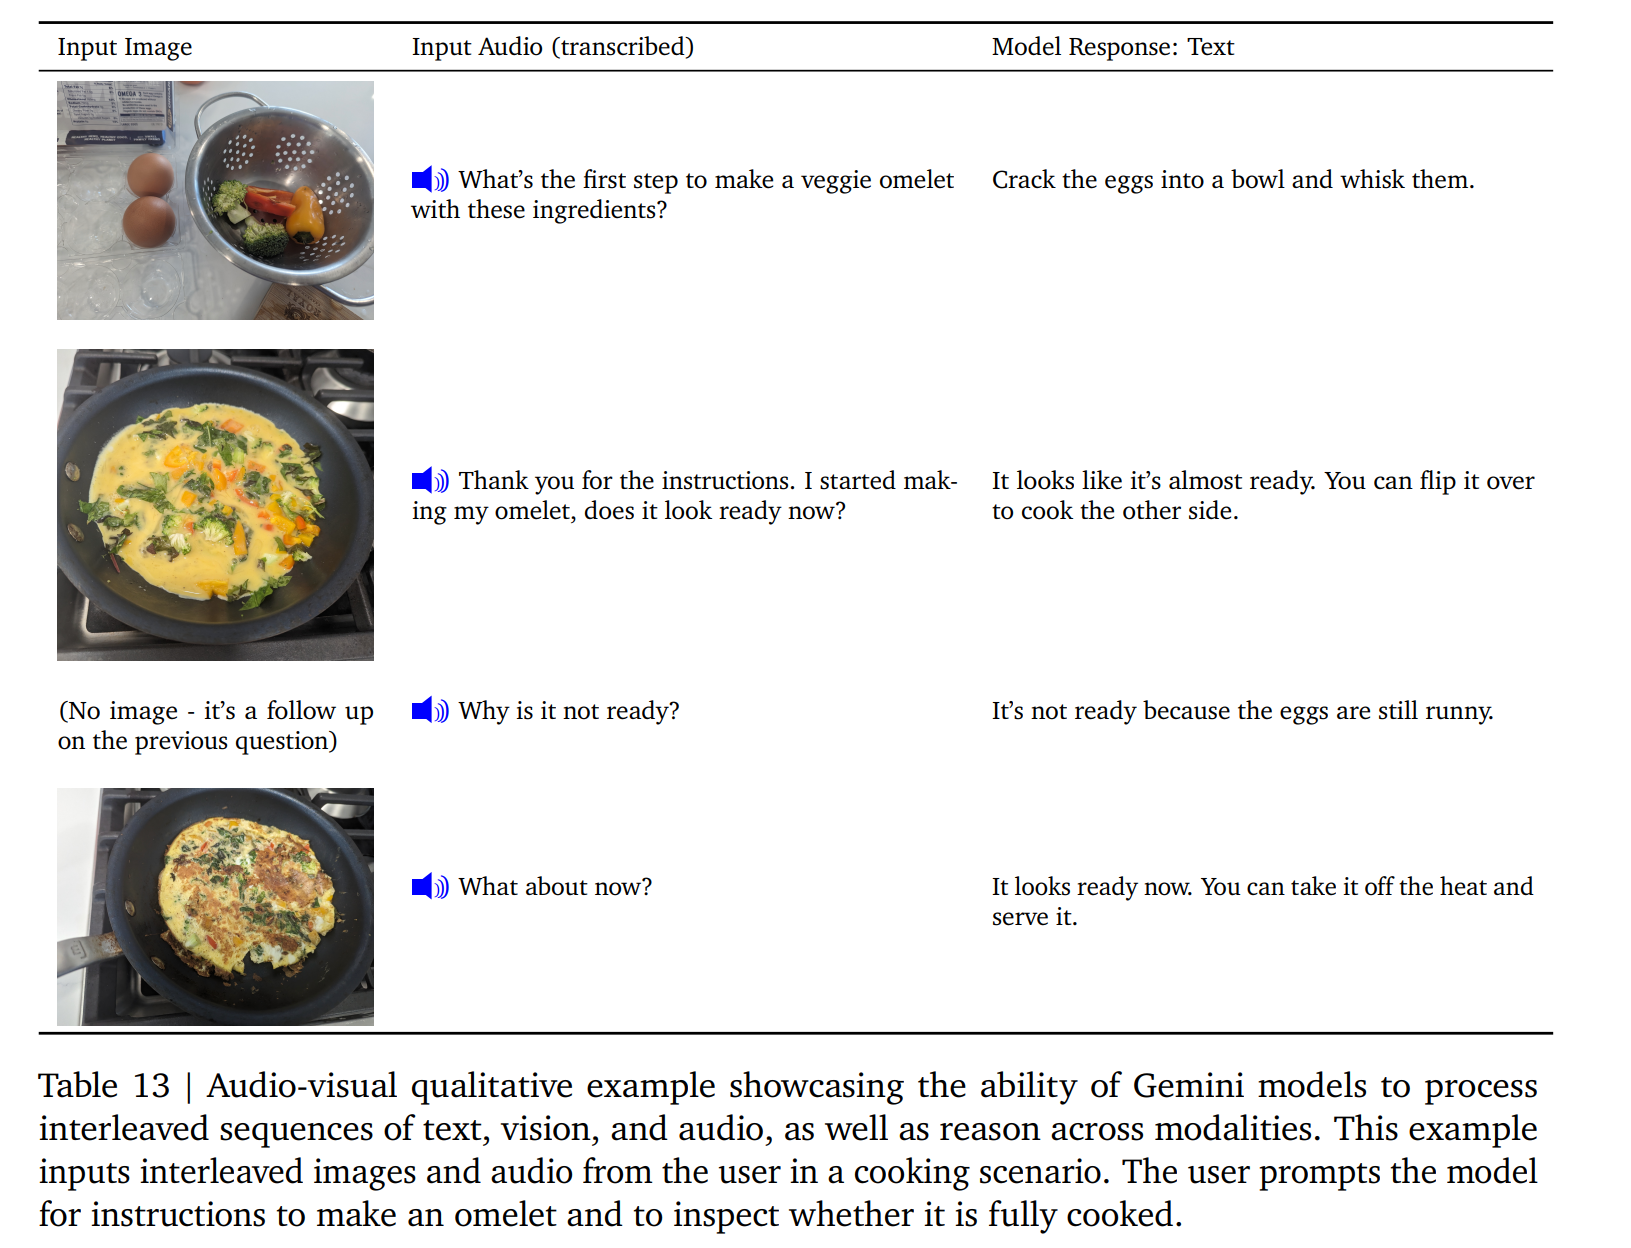 Input Image
Input Audio (transcribed)
Model Response: Text
OMEGA 3
What's the first step to make a veggie omelet
with these ingredients?
Crack the eggs into a bowl and whisk them.
Thank you for the instructions. I started mak-
ing my omelet, does it look ready now?
It looks like it's almost ready. You can flip it over
to cook the other side.
(No image - it's a follow up
on the previous question)
Why is it not ready?
It's not ready because the eggs are still runny.
What about now?
It looks ready now. You can take it off the heat and
serve it.
Table 13 | Audio-visual qualitative example showcasing the ability of Gemini models to process
interleaved sequences of text, vision, and audio, as well as reason across modalities. This example
inputs interleaved images and audio from the user in a cooking scenario. The user prompts the model
for instructions to make an omelet and to inspect whether it is fully cooked.